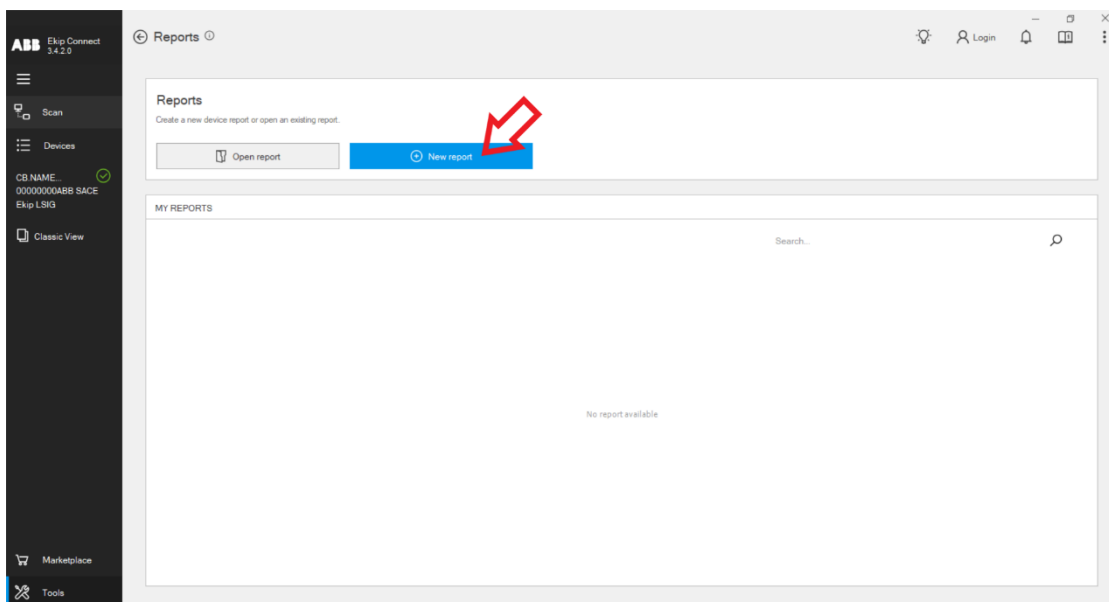 ABB Ekip Connect
3.4.2.0
Reports
Login
Scan
Devices
CB.NAME...
00000000ABB SACE
Ekip LSIG
Classic View
Reports
Create a new device report or open an existing report.
Open report
New report
MY REPORTS
Search...
No report available
Marketplace
Tools